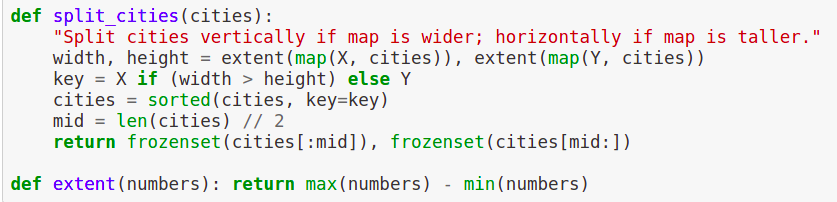 def split_cities(cities):
    "Split cities vertically if map is wider; horizontally if map is taller."
    width, height = extent(map(X, cities)), extent(map(Y, cities))
    key = X if (width > height) else Y
    cities = sorted(cities, key=key)
    mid = len(cities) // 2
    return frozenset(cities[:mid]), frozenset(cities[mid:])

def extent(numbers): return max(numbers) - min(numbers)